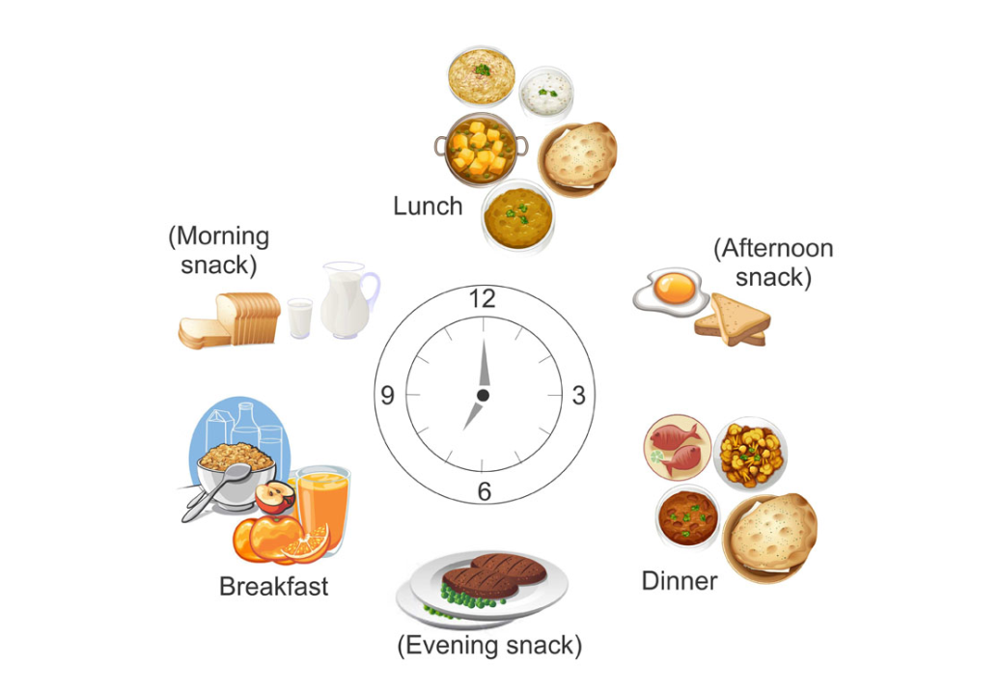 Lunch
(Morning
snack)
(Afternoon
snack)
12
9
3
6
Breakfast
Dinner
(Evening snack)